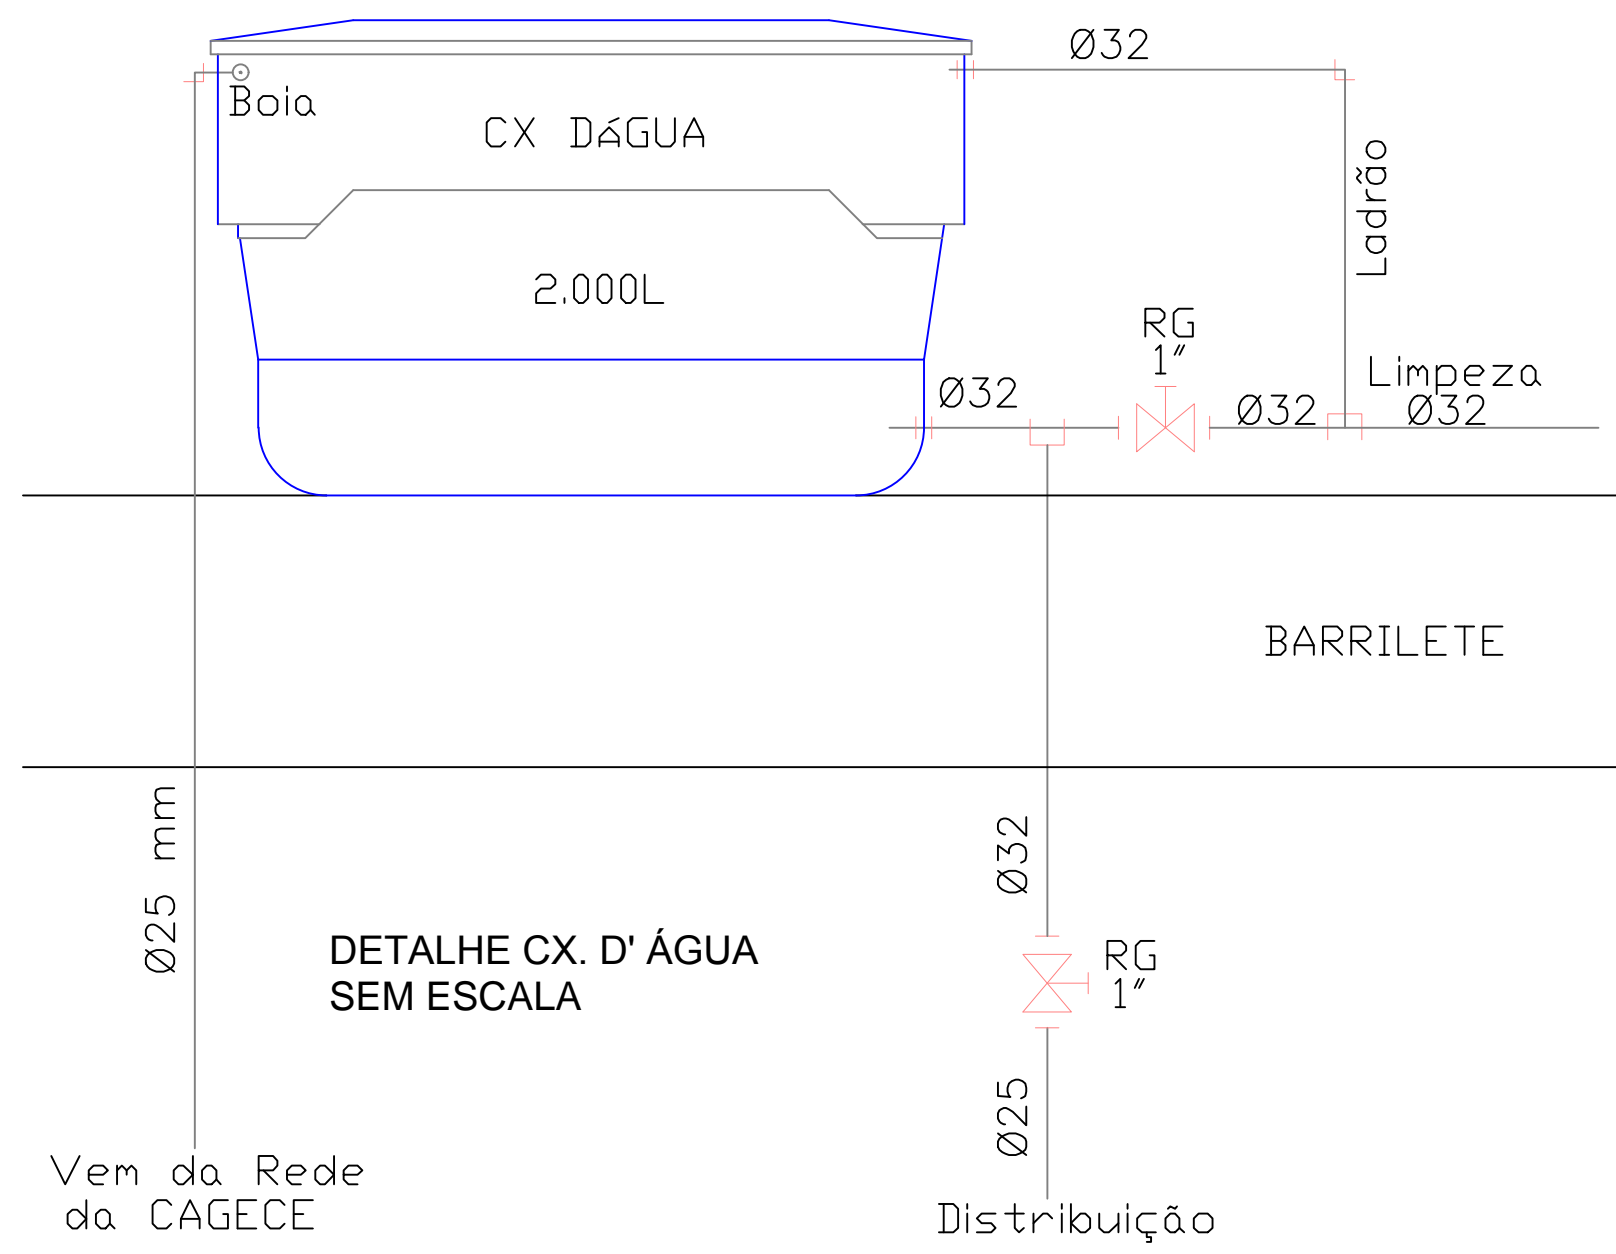 Ø32
Boia
CX DáGUA
Ladrão
2.000L
RG
1"
Limpeza
Ø32
Ø32
Ø32
BARRILETE
Ø25 mm
Ø32
DETALHE CX. D' ÁGUA
SEM ESCALA
RG
1"
Ø25
Vem da Rede
da CAGECE
Distribuição